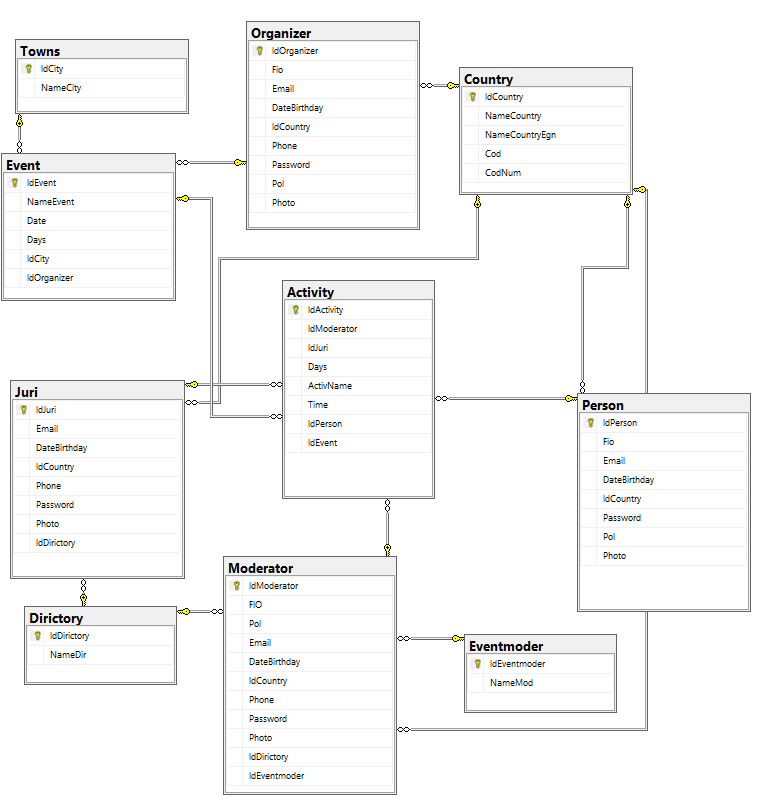 Towns
IdCity
NameCity
Organizer
IdOrganizer
Fio
Email
DateBirthday
IdCountry
Phone
Password
Pol
Photo
Country
IdCountry
NameCountry
NameCountryEgn
Cod
CodNum
Event
IdEvent
NameEvent
Date
Days
IdCity
IdOrganizer
Activity
IdActivity
IdModerator
IdJuri
Days
ActivName
Time
IdPerson
IdEvent
Juri
IdJuri
Email
DateBirthday
IdCountry
Phone
Password
Photo
IdDirictory
Person
IdPerson
Fio
Email
DateBirthday
IdCountry
Password
Pol
Photo
Dirictory
IdDirictory
NameDir
Moderator
IdModerator
FIO
Pol
Email
DateBirthday
IdCountry
Phone
Password
Photo
IdDirictory
IdEventmoder
Eventmoder
IdEventmoder
NameMod